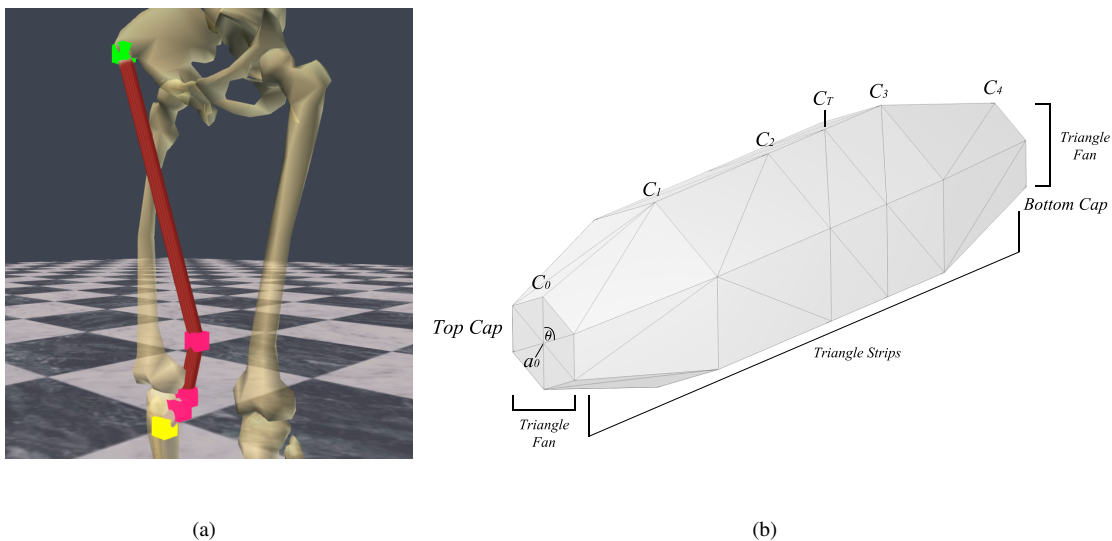 C4
C3
CT
C2
Triangle
Fan
C1
Bottom Cap
C0
Top Cap
θ
a0
Triangle Strips
Triangle
Fan
(a)
(b)